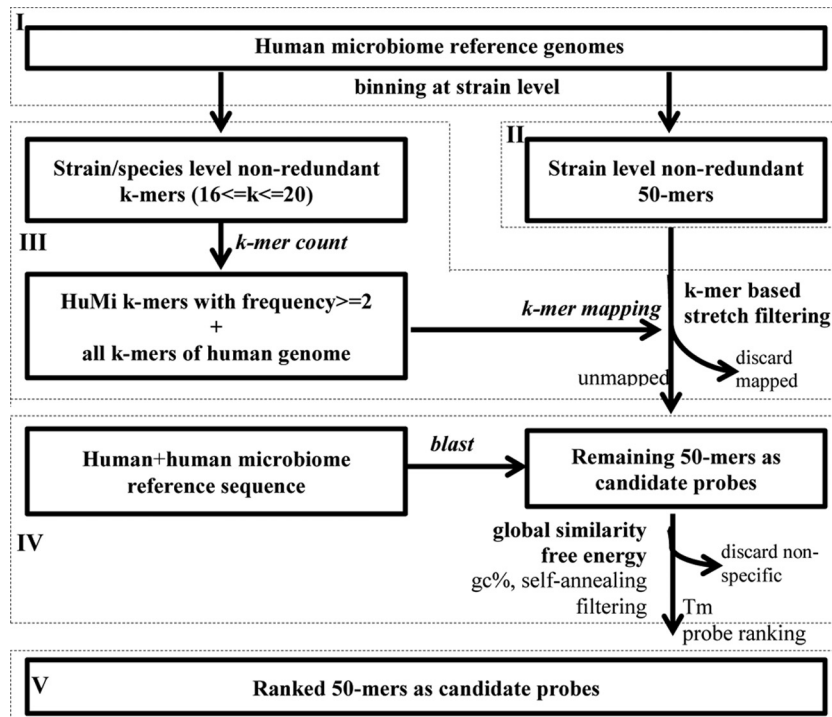 I
Human microbiome reference genomes
binning at strain level
II
Strain/species level non-redundant
k-mers (16<=k<=20)
Strain level non-redundant
50-mers
III
k-mer count
HuMi k-mers with frequency>=2
+
all k-mers of human genome
k-mer mapping
k-mer based
stretch filtering
discard
mapped
unmapped
Human+human microbiome
reference sequence
blast
Remaining 50-mers as
candidate probes
IV
global similarity
free energy
gc%, self-annealing
filtering
discard non-
specific
Tm
probe ranking
V
Ranked 50-mers as candidate probes